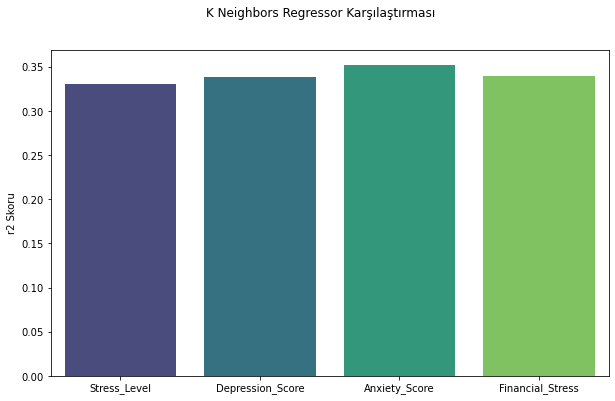 K Neighbors Regressor Karşılaştırması
r2 Skoru
0.35
0.30
0.25
0.20
0.15
0.10
0.05
0.00
Stress_Level Depression_Score Anxiety_Score Financial_Stress